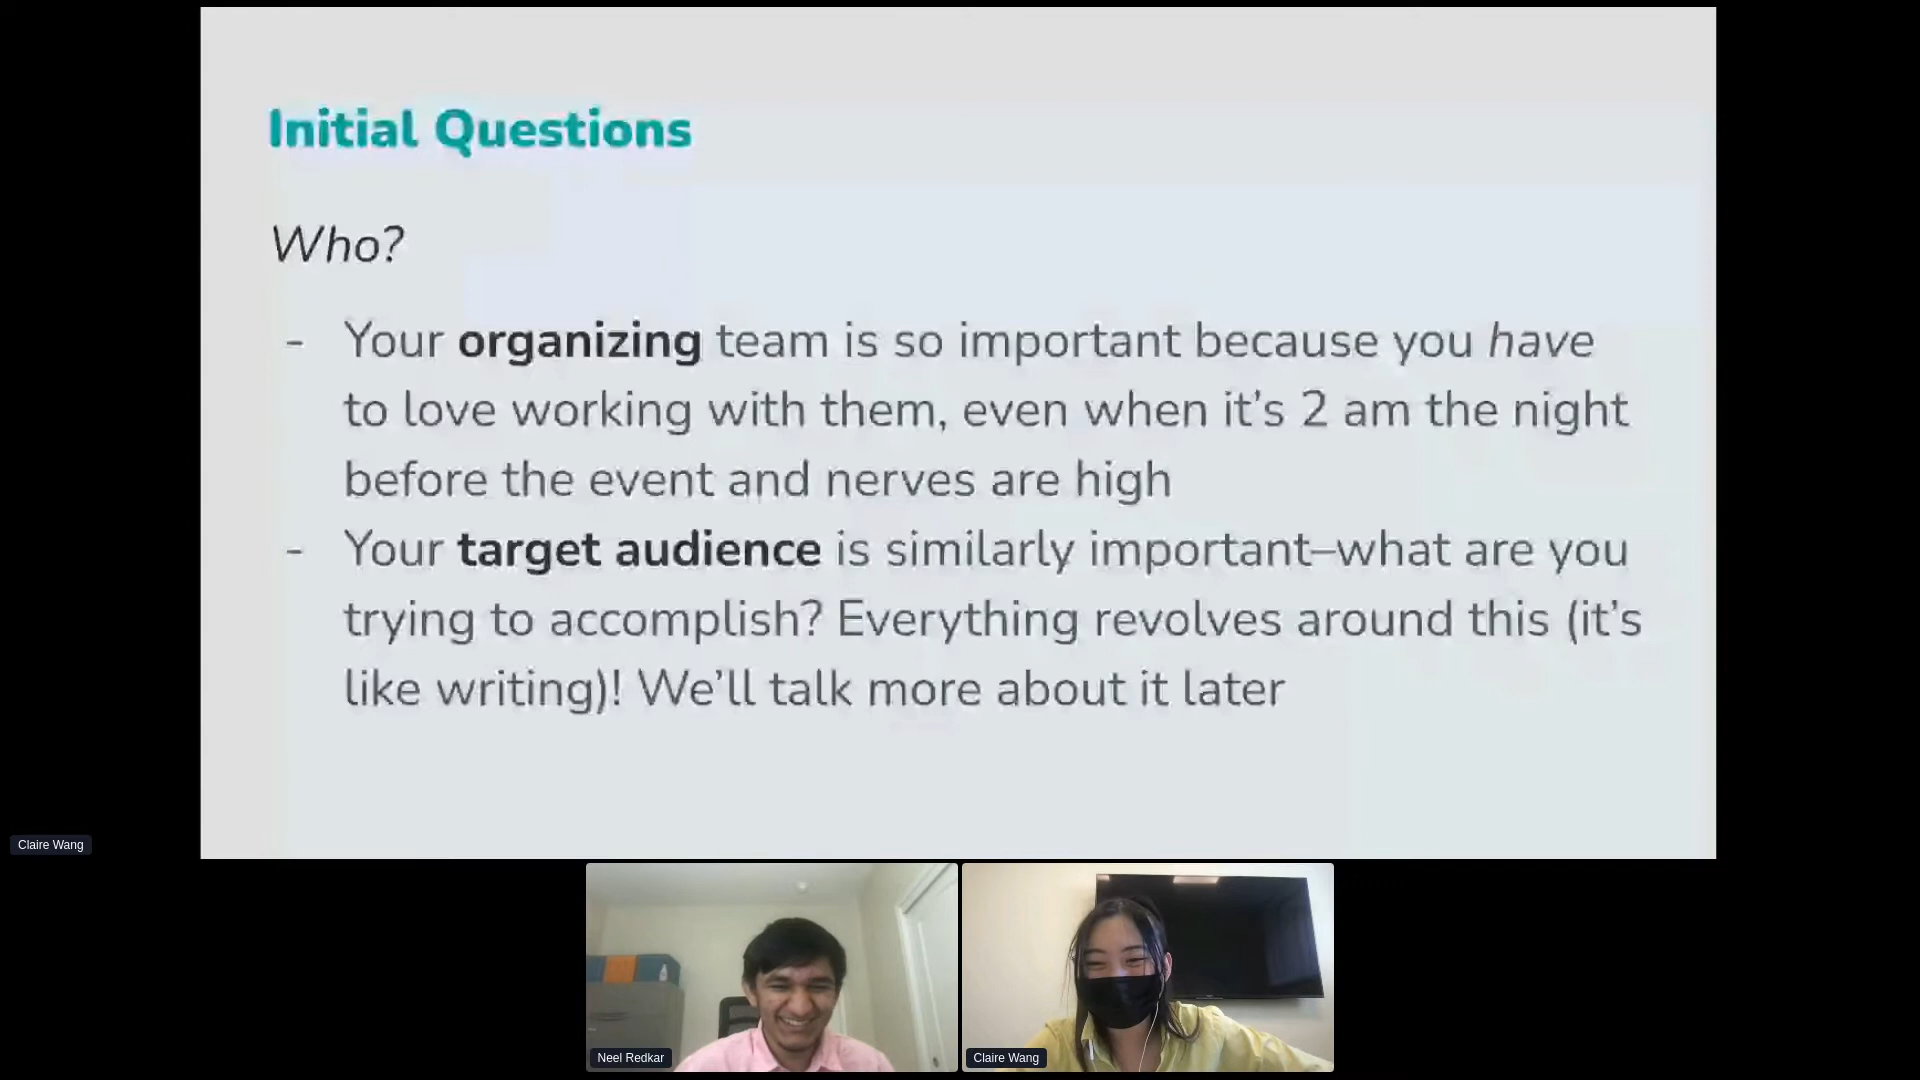 Initial Questions
Who?
- Your organizing team is so important because you have
to love working with them, even when it’s 2 am the night
before the event and nerves are high
- Your target audience is similarly important–what are you
trying to accomplish? Everything revolves around this (it’s
like writing)! We’ll talk more about it later
Claire Wang
Neel Redkar
Claire Wang